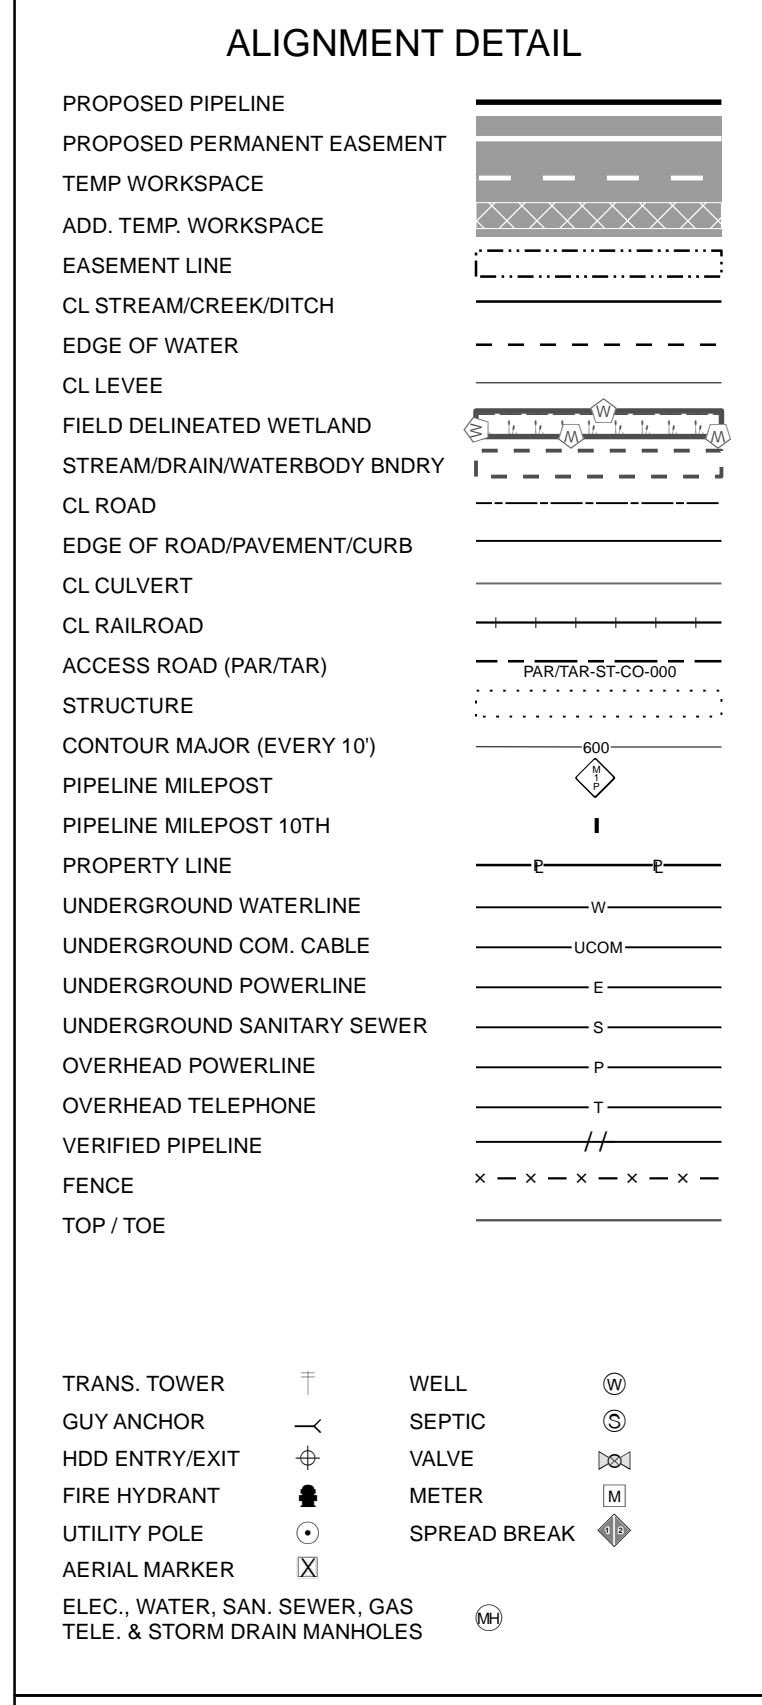 ALIGNMENT DETAIL
PROPOSED PIPELINE
PROPOSED PERMANENT EASEMENT
TEMP WORKSPACE
ADD. TEMP. WORKSPACE
EASEMENT LINE
CL STREAM/CREEK/DITCH
EDGE OF WATER
CL LEVEE
FIELD DELINEATED WETLAND W W W W
STREAM/DRAIN/WATERBODY BNDRY
CL ROAD
EDGE OF ROAD/PAVEMENT/CURB
CL CULVERT
CL RAILROAD
ACCESS ROAD (PAR/TAR) PAR/TAR-ST-CO-000
STRUCTURE
CONTOUR MAJOR (EVERY 10') 600
PIPELINE MILEPOST M 1 P
PIPELINE MILEPOST 10TH
PROPERTY LINE PL PL
UNDERGROUND WATERLINE W
UNDERGROUND COM. CABLE UCOM
UNDERGROUND POWERLINE E
UNDERGROUND SANITARY SEWER S
OVERHEAD POWERLINE P
OVERHEAD TELEPHONE T
VERIFIED PIPELINE //
FENCE × × × × ×
TOP / TOE
TRANS. TOWER WELL W
GUY ANCHOR SEPTIC S
HDD ENTRY/EXIT VALVE
FIRE HYDRANT METER M
UTILITY POLE SPREAD BREAK 1 2
AERIAL MARKER X
ELEC., WATER, SAN. SEWER, GAS
TELE. & STORM DRAIN MANHOLES MH